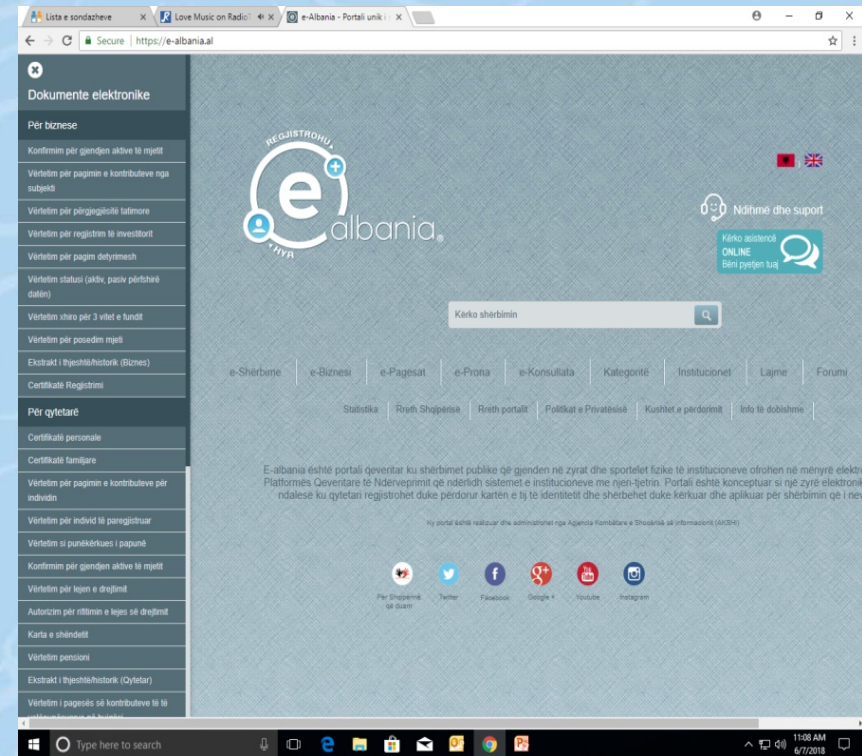 Lista e sondazheve
Love Music on Radio
e-Albania - Portali unik i
Secure | https://e-albania.al
Dokumente elektronike
Për biznese
Konfirmim për gjendjen aktive të mjetit
Vërtetim për pagimin e kontributeve nga
subjekti
Vërtetim për përgjegjësitë tatimore
Vërtetim për regjistrim të investitorit
Vërtetim për pagim detyrimesh
Vërtetim statusi (aktiv, pasiv përfshirë
datën)
Vërtetim xhiro për 3 vitet e fundit
Vërtetim për posedim mjeti
Ekstrakt i thjeshtë/historik (Biznes)
Certifikatë Regjistrimi
Për qytetarë
Certifikatë personale
Certifikatë familjare
Vërtetim për pagimin e kontributeve për
individin
Vërtetim për individ të paregjistruar
Vërtetim si punëkërkues i papunë
Konfirmim për gjendjen aktive të mjetit
Vërtetim për lejen e drejtimit
Autorizim për rifitimin e lejes së drejtimit
Karta e shëndetit
Vërtetim pensioni
Ekstrakt i thjeshtë/historik (Qytetar)
Vërtetim i pagesës së kontributeve të të
REGJISTROHU
e albania®
HYR
Ndihmë dhe suport
Kërko asistencë
ONLINE
Bëni pyetjen tuaj
Kërko shërbimin
e-Shërbime | e-Biznesi | e-Pagesat | e-Prona | e-Konsullata | Kategoritë | Institucionet | Lajme | Forumi
Statistika | Rreth Shqipërisë | Rreth portalit | Politikat e Privatësisë | Kushtet e përdorimit | Info të dobishme |
E-albania është portali qeveritar ku shërbimet publike që gjenden në zyrat dhe sportelet fizike të institucioneve ofrohen në mënyrë elektro
Platformës Qeveritare të Ndërveprimit që ndërlidh sistemet e institucioneve me njëri-tjetrin. Portali është konceptuar si një zyrë elektronik
ndalesë ku qytetari regjistrohet duke përdorur kartën e tij të identitetit dhe shërbehet duke kërkuar dhe aplikuar për shërbimin që i nev
Ky portal është realizuar dhe administrohet nga Agjencia Kombëtare e Shoqërisë së Informacionit (AKSHI)
Për Shqipërinë
që duam
Twitter
Facebook
Google +
Youtube
Instagram
Type here to search
11:08 AM
6/7/2018